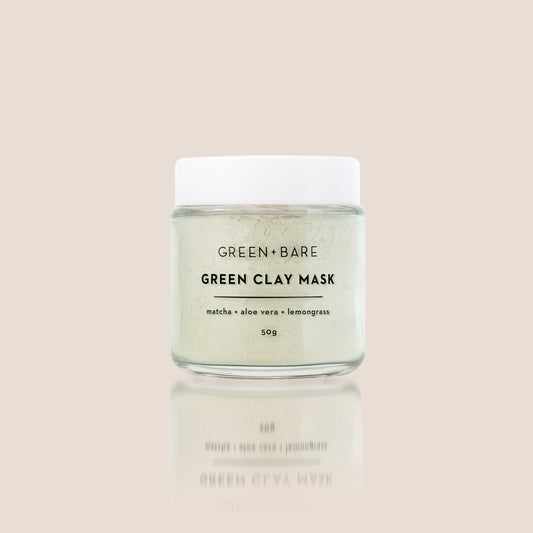 GREEN + BARE
GREEN CLAY MASK
matcha + aloe vera + lemongrass
50g